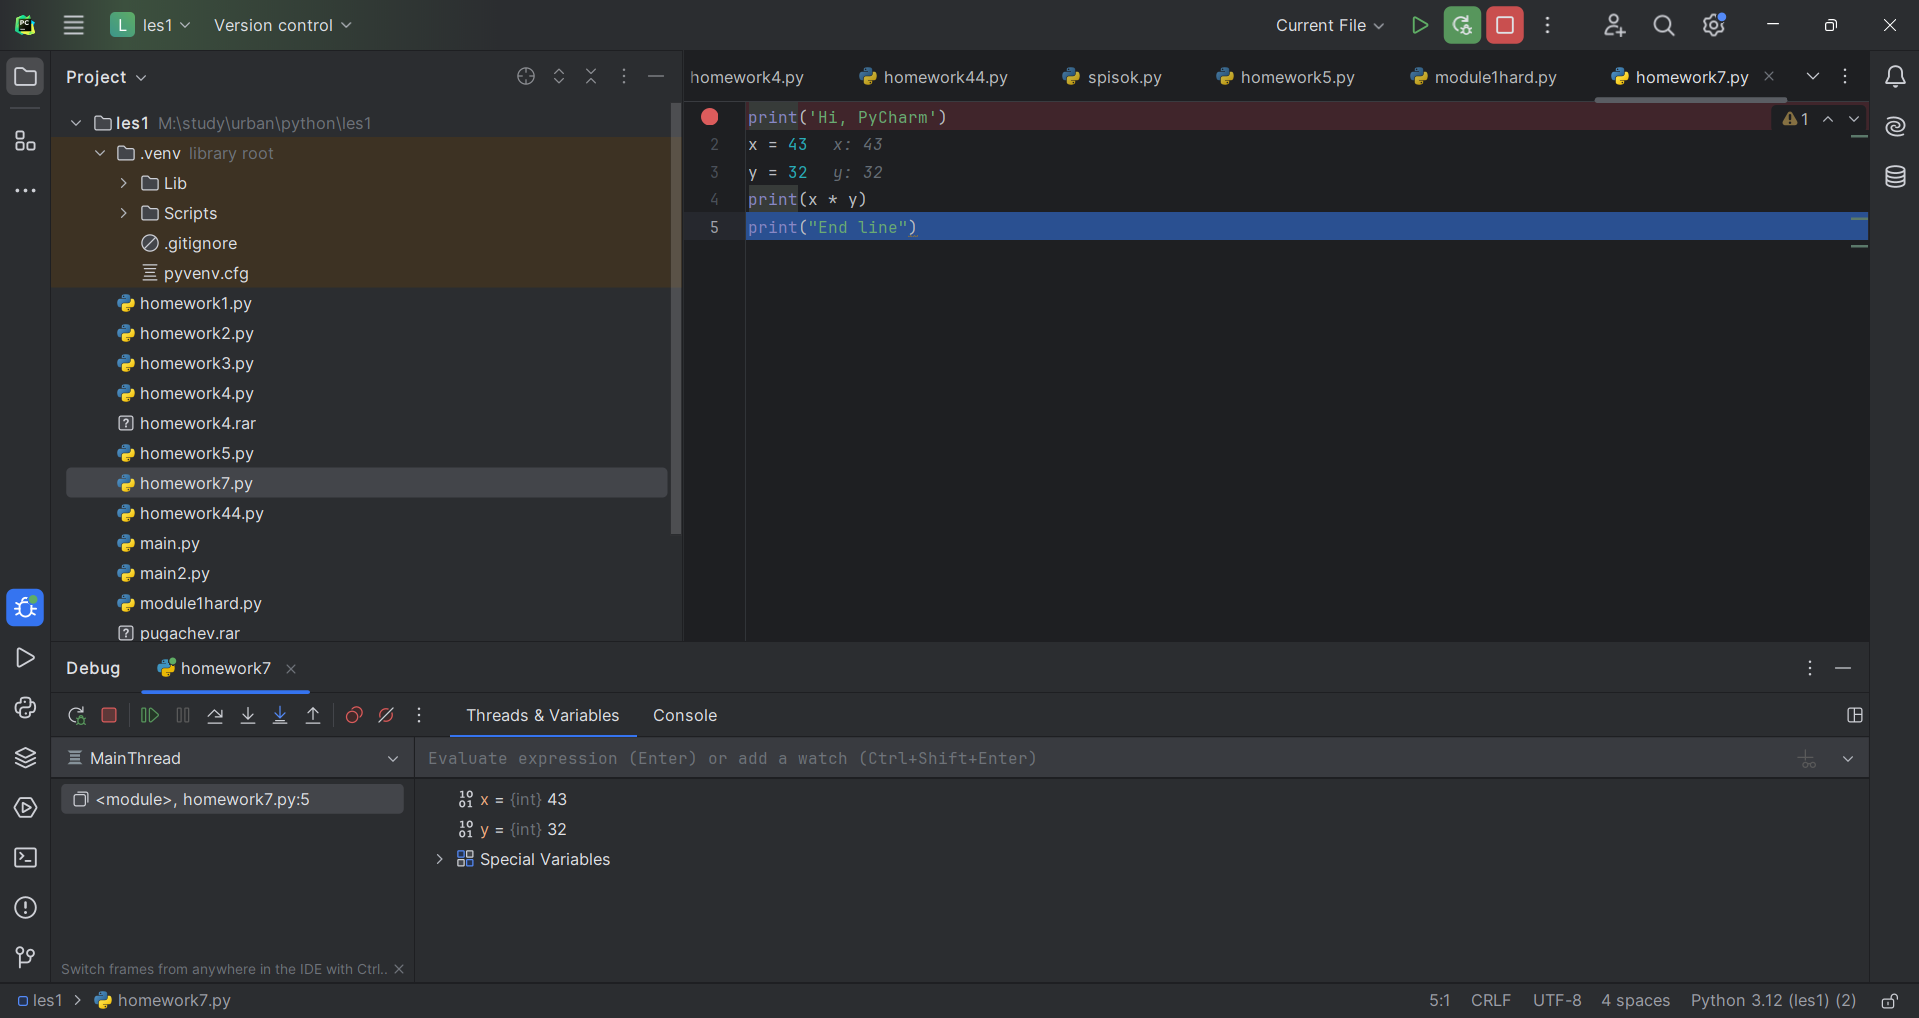 L les1 Version control Current File
Project
homework4.py homework44.py spisok.py homework5.py module1hard.py homework7.py
les1 M:\study\urban\python\les1
.venv library root
Lib
Scripts
.gitignore
pyvenv.cfg
homework1.py
homework2.py
homework3.py
homework4.py
homework4.rar
homework5.py
homework7.py
homework44.py
main.py
main2.py
module1hard.py
pugachev.rar
print('Hi, PyCharm')
1
2 x = 43 x: 43
3 y = 32 y: 32
4 print(x * y)
5 print("End line")
Debug homework7
Threads & Variables Console
MainThread
Evaluate expression (Enter) or add a watch (Ctrl+Shift+Enter)
<module>, homework7.py:5
x = {int} 43
y = {int} 32
Special Variables
Switch frames from anywhere in the IDE with Ctrl..
les1 > homework7.py
5:1 CRLF UTF-8 4 spaces Python 3.12 (les1) (2)